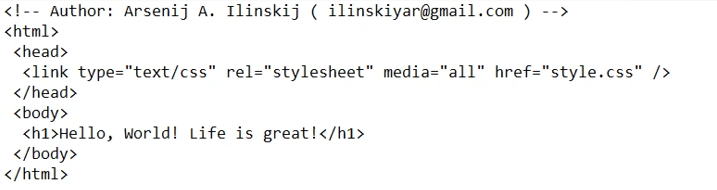 <!-- Author: Arsenij A. Ilinskij ( ilinskiyar@gmail.com ) -->
<html>
 <head>
  <link type="text/css" rel="stylesheet" media="all" href="style.css" />
 </head>
 <body>
  <h1>Hello, World! Life is great!</h1>
 </body>
</html>